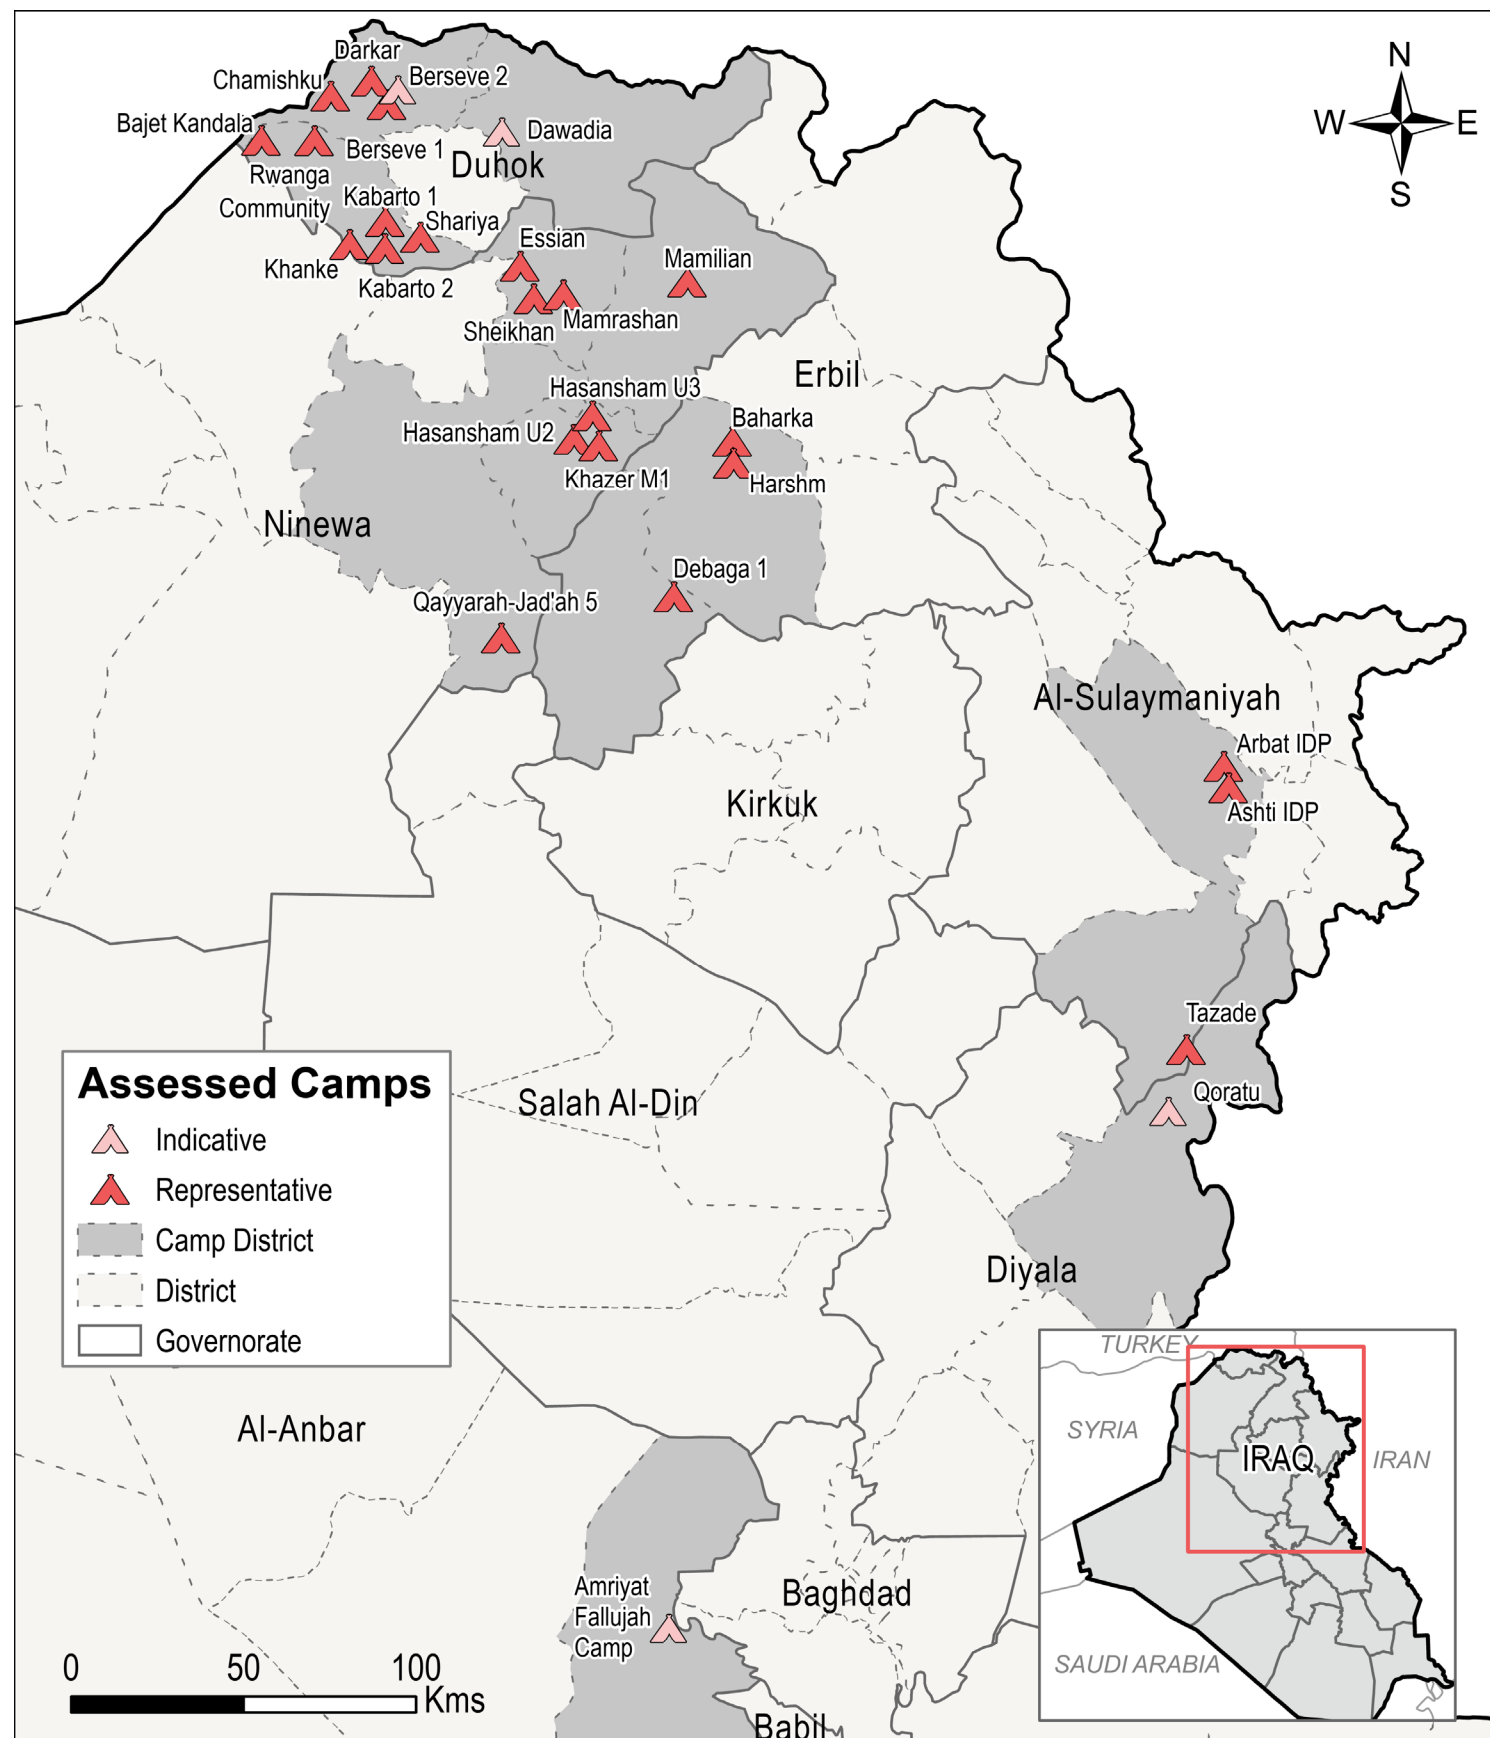 N
W E
S
Darkar
Chamishku
Berseve 2
Bajet Kandala
Dawadia
Berseve 1
Duhok
Rwanga
Community
Kabarto 1
Shariya
Khanke
Kabarto 2
Essian
Mamilian
Sheikhan
Mamrashan
Erbil
Hasansham U3
Baharka
Hasansham U2
Khazer M1
Harshm
Ninewa
Debaga 1
Qayyarah-Jad'ah 5
Al-Sulaymaniyah
Arbat IDP
Ashti IDP
Kirkuk
Tazade
Qoratu
Salah Al-Din
Diyala
Assessed Camps
Indicative
Representative
Camp District
District
Governorate
Al-Anbar
Amriyat
Fallujah
Camp
Baghdad
Babil
0 50 100
Kms
TURKEY
SYRIA
IRAQ
IRAN
SAUDI ARABIA